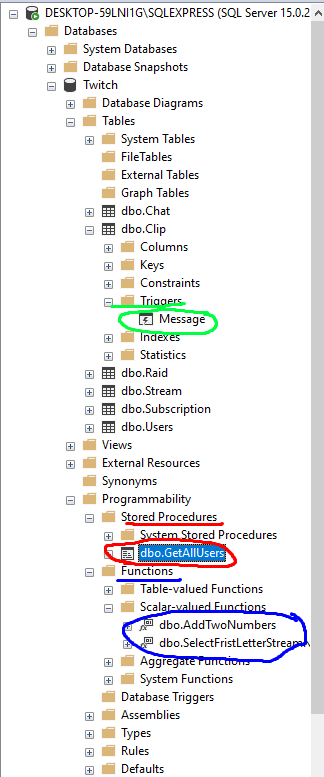 DESKTOP-59LNI1G\SQLEXPRESS (SQL Server 15.0.2
Databases
System Databases
Database Snapshots
Twitch
Database Diagrams
Tables
System Tables
FileTables
External Tables
Graph Tables
dbo.Chat
dbo.Clip
Columns
Keys
Constraints
Triggers
Message
Indexes
Statistics
dbo.Raid
dbo.Stream
dbo.Subscription
dbo.Users
Views
External Resources
Synonyms
Programmability
Stored Procedures
System Stored Procedures
dbo.GetAllUsers
Functions
Table-valued Functions
Scalar-valued Functions
dbo.AddTwoNumbers
dbo.SelectFristLetterStream
Aggregate Functions
System Functions
Database Triggers
Assemblies
Types
Rules
Defaults